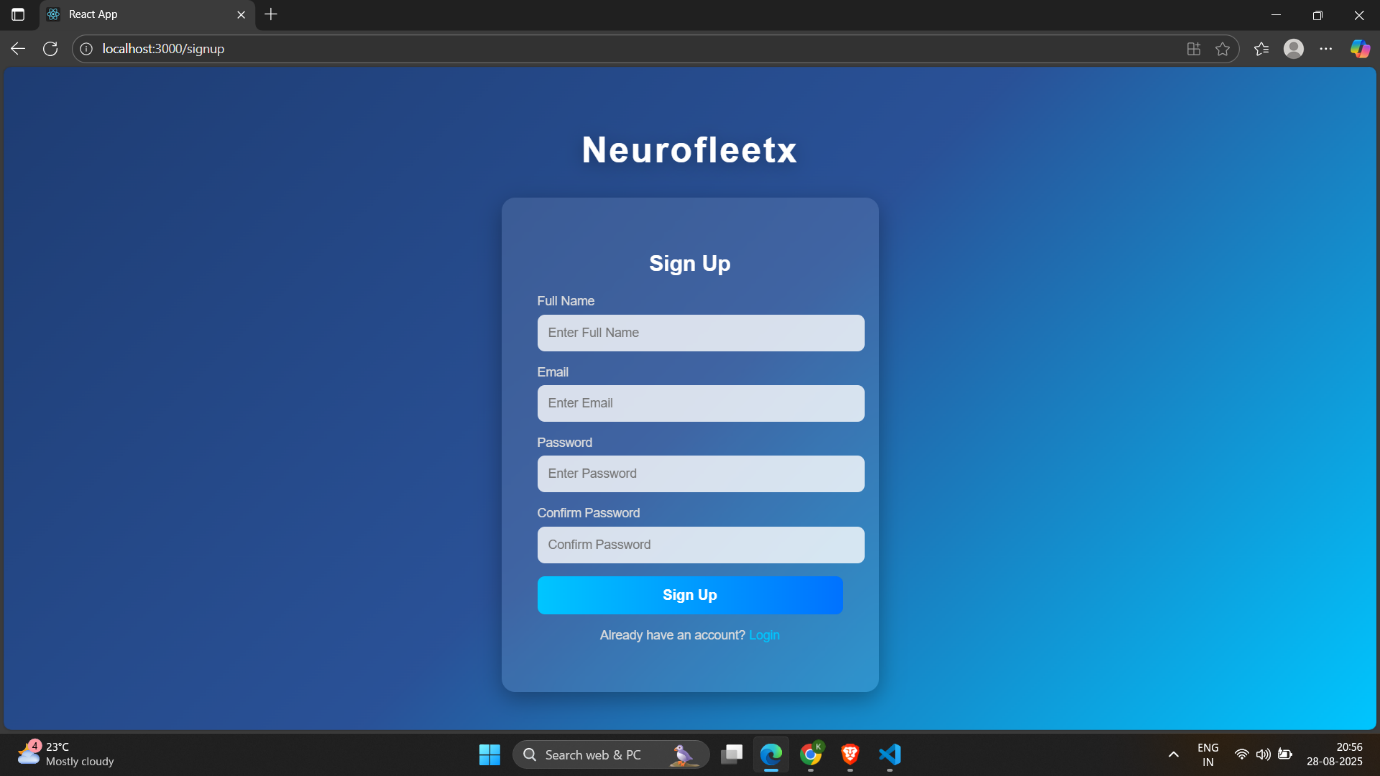 React App
localhost:3000/signup
Neurofleetx
Sign Up
Full Name
Enter Full Name
Email
Enter Email
Password
Enter Password
Confirm Password
Confirm Password
Sign Up
Already have an account? Login
4
23°C
Mostly cloudy
Search web & PC
K
ENG
IN
20:56
28-08-2025